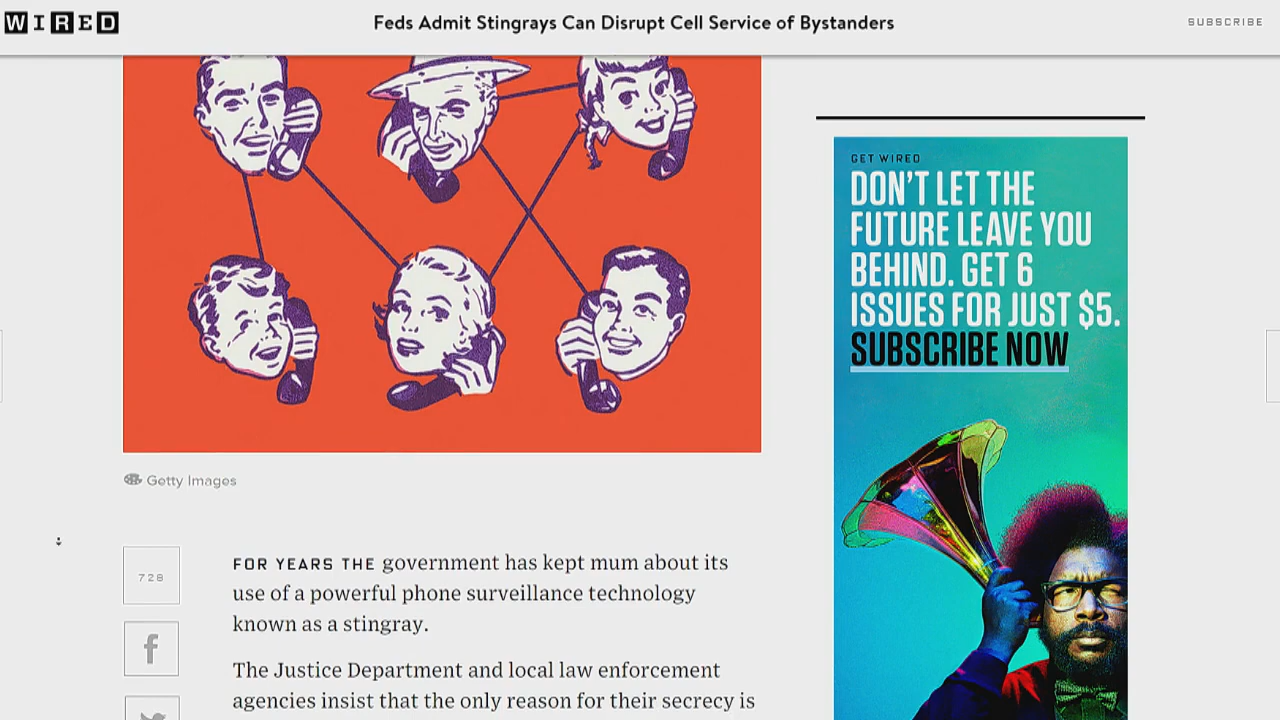 WIRED
Feds Admit Stingrays Can Disrupt Cell Service of Bystanders
SUBSCRIBE
GET WIRED
DON'T LET THE
FUTURE LEAVE YOU
BEHIND. GET 6
ISSUES FOR JUST $5.
SUBSCRIBE NOW
Getty Images
728
FOR YEARS THE government has kept mum about its
use of a powerful phone surveillance technology
known as a stingray.
The Justice Department and local law enforcement
agencies insist that the only reason for their secrecy is